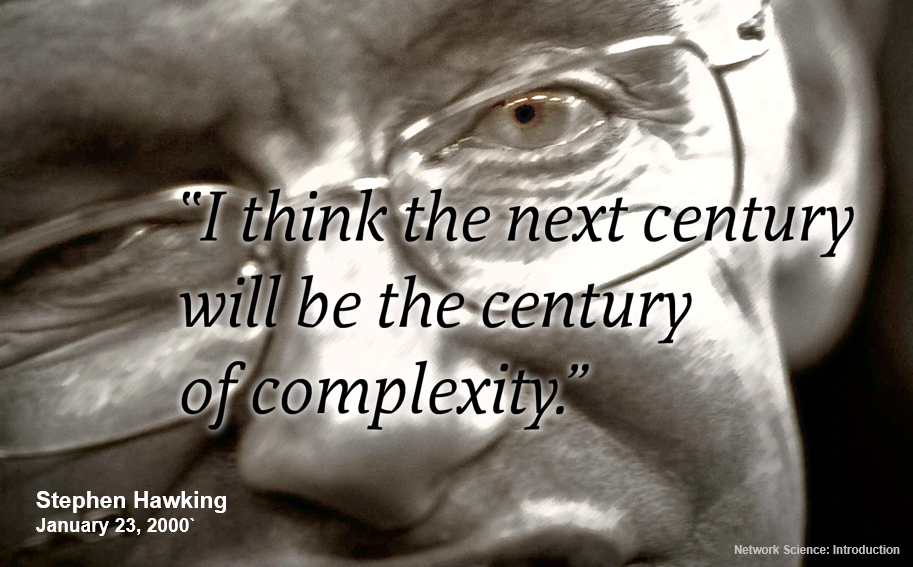 “I think the next century
will be the century
of complexity.”
Stephen Hawking
January 23, 2000`
Network Science: Introduction